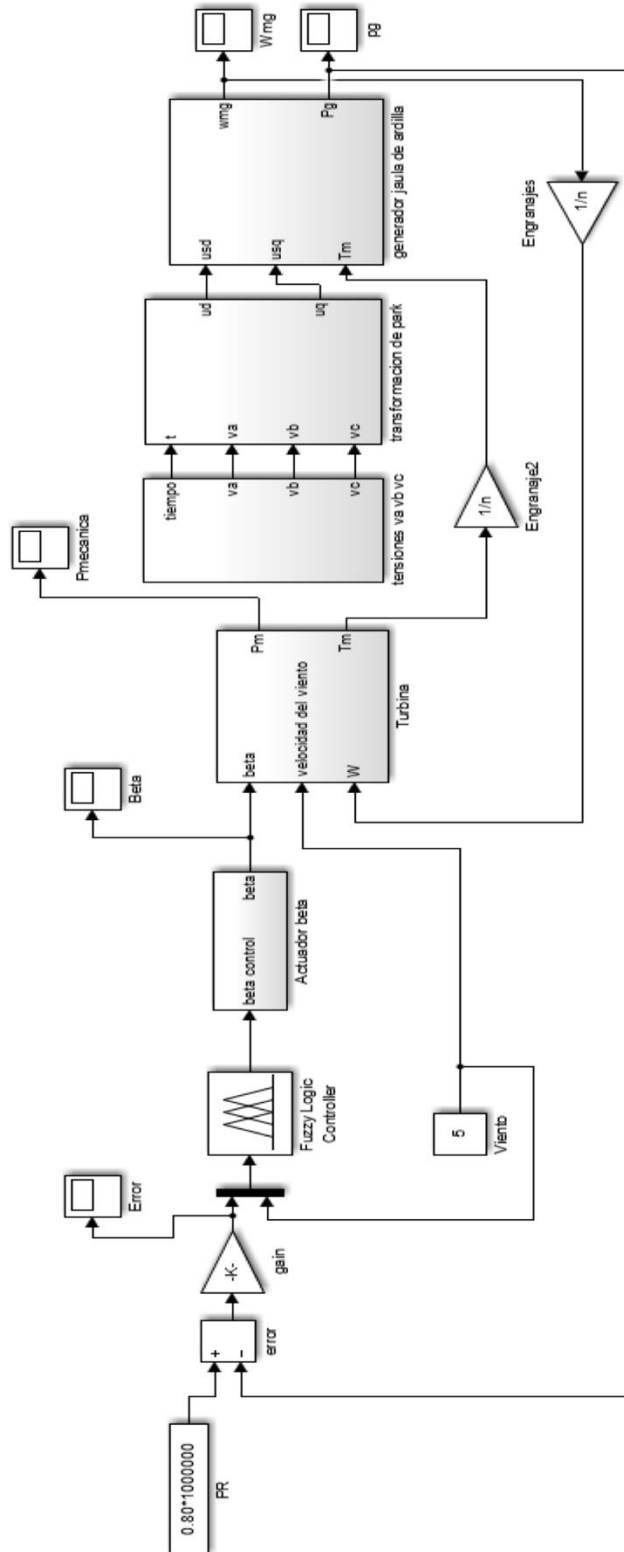 0.80*1000000
PR
+
-
error
-K-
gain
Error
Fuzzy Logic
Controller
5
Viento
beta control
beta
Actuador beta
Beta
beta
velocidad del viento
W
Pm
Tm
Turbina
Pmecanica
tiempo
va
vb
vc
tensiones va vb vc
1/n
Engranaje2
t
va
vb
vc
ud
uq
transformacion de park
usd
usq
Tm
wmg
Pg
generador jaula de ardilla
Wmg
pg
1/n
Engranajes